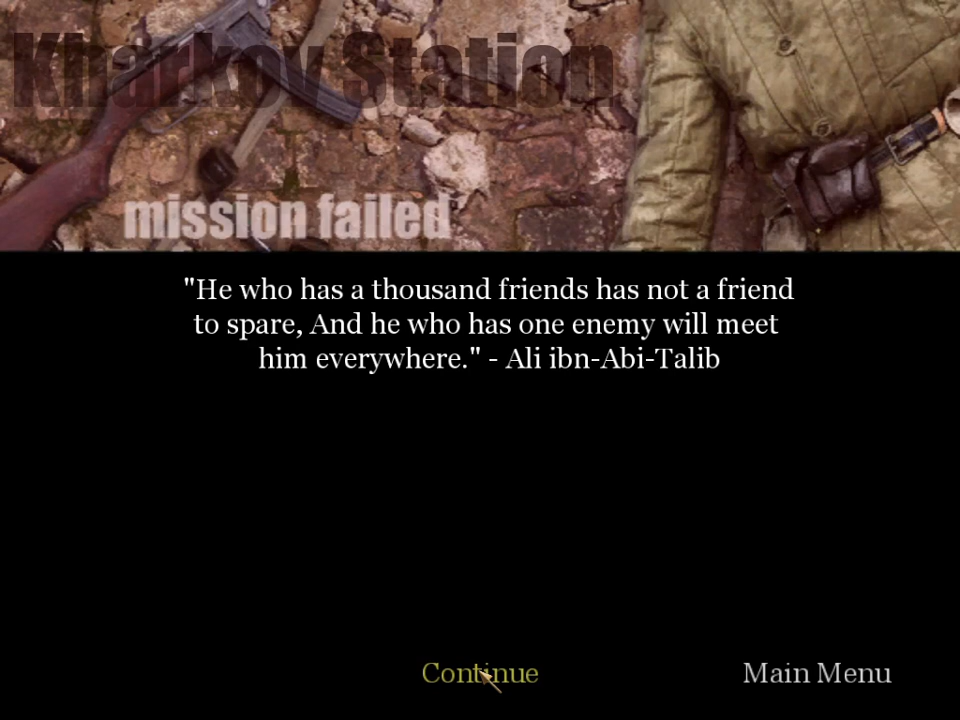 Kharkov Station
mission failed
"He who has a thousand friends has not a friend
to spare, And he who has one enemy will meet
him everywhere." - Ali ibn-Abi-Talib
Continue
Main Menu